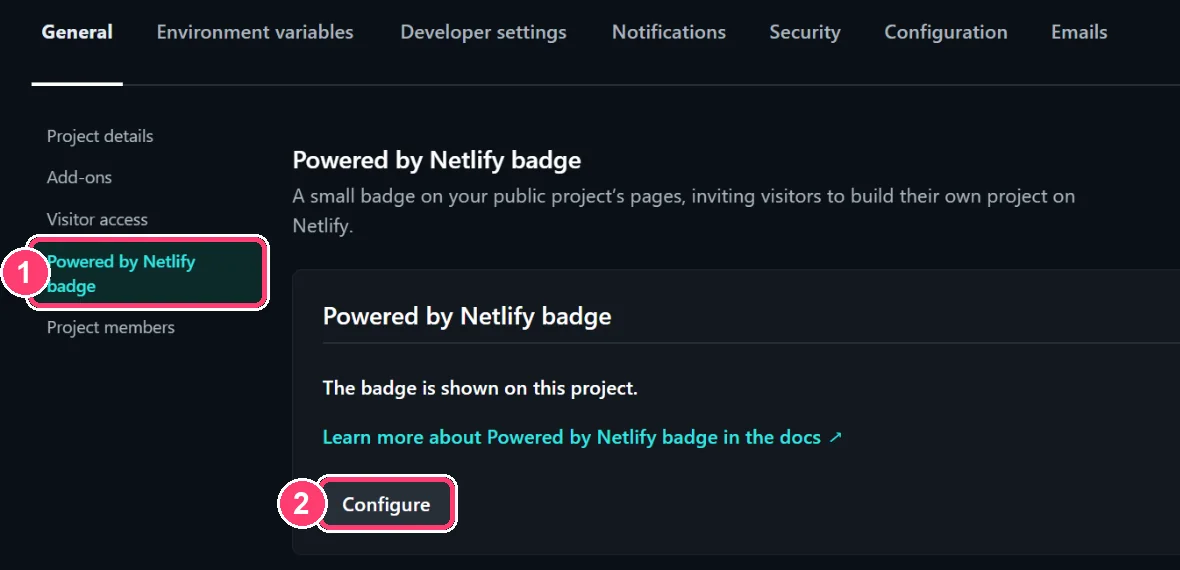 General Environment variables Developer settings Notifications Security Configuration Emails
Project details
Add-ons
Visitor access
1 Powered by Netlify
badge
Project members
Powered by Netlify badge
A small badge on your public project's pages, inviting visitors to build their own project on
Netlify.
Powered by Netlify badge
The badge is shown on this project.
Learn more about Powered by Netlify badge in the docs ↗
2 Configure